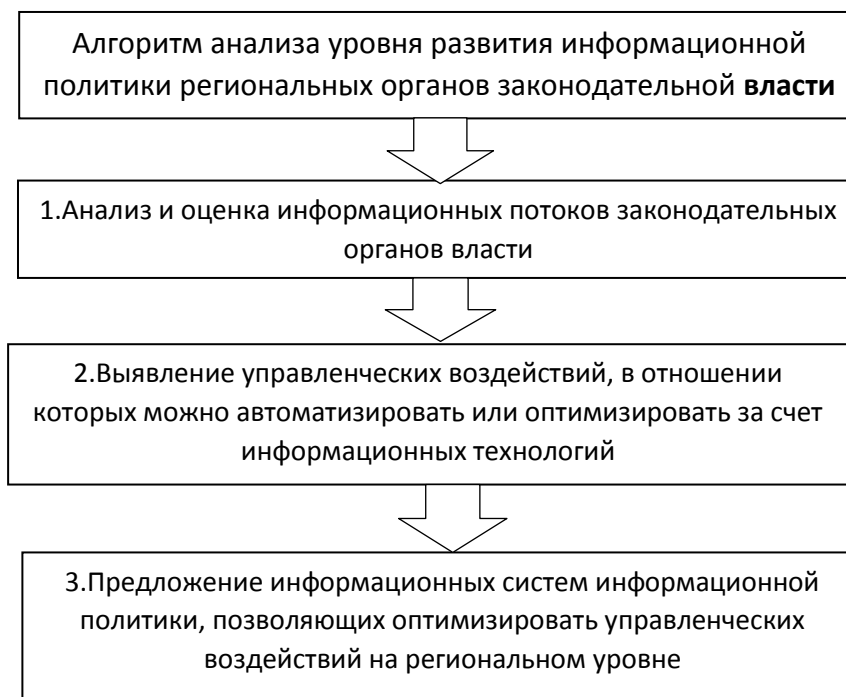 Алгоритм анализа уровня развития информационной
политики региональных органов законодательной власти
1.Анализ и оценка информационных потоков законодательных
органов власти
2.Выявление управленческих воздействий, в отношении
которых можно автоматизировать или оптимизировать за счет
информационных технологий
3.Предложение информационных систем информационной
политики, позволяющих оптимизировать управленческих
воздействий на региональном уровне